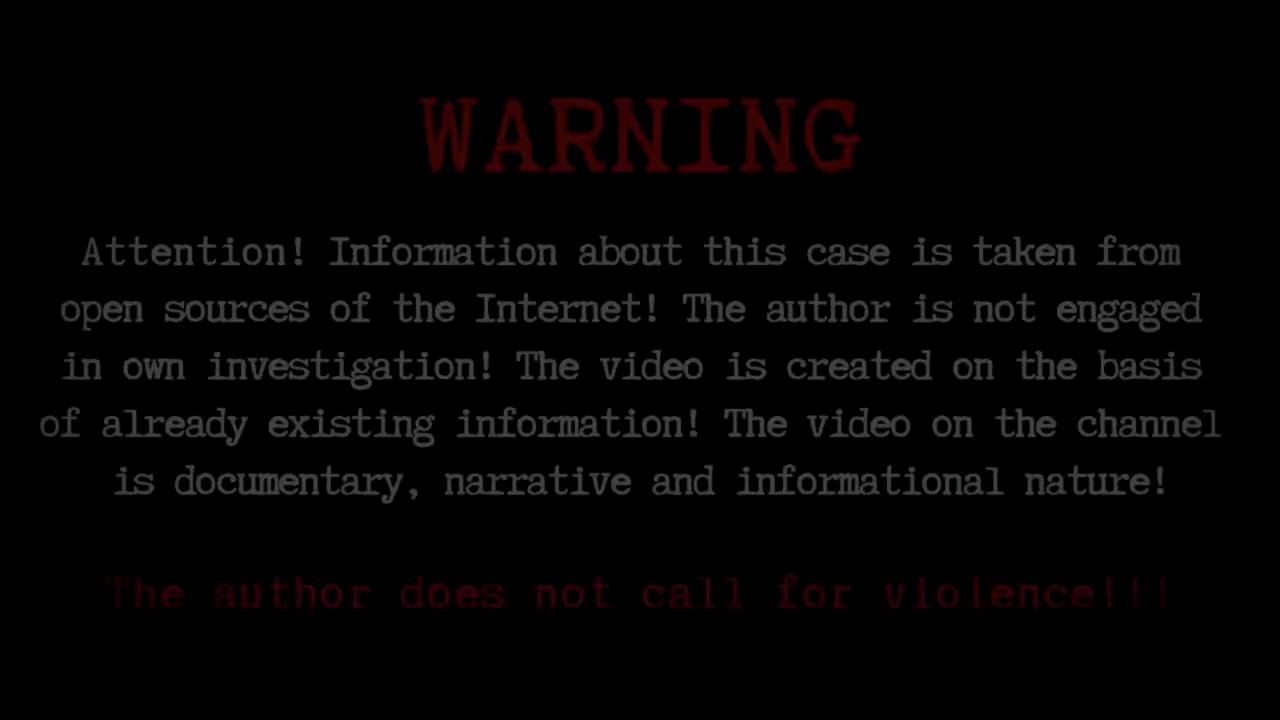 WARNING
Attention! Information about this case is taken from
open sources of the Internet! The author is not engaged
in own investigation! The video is created on the basis
of already existing information! The video on the channel
is documentary, narrative and informational nature!
The author does not call for violence!!!